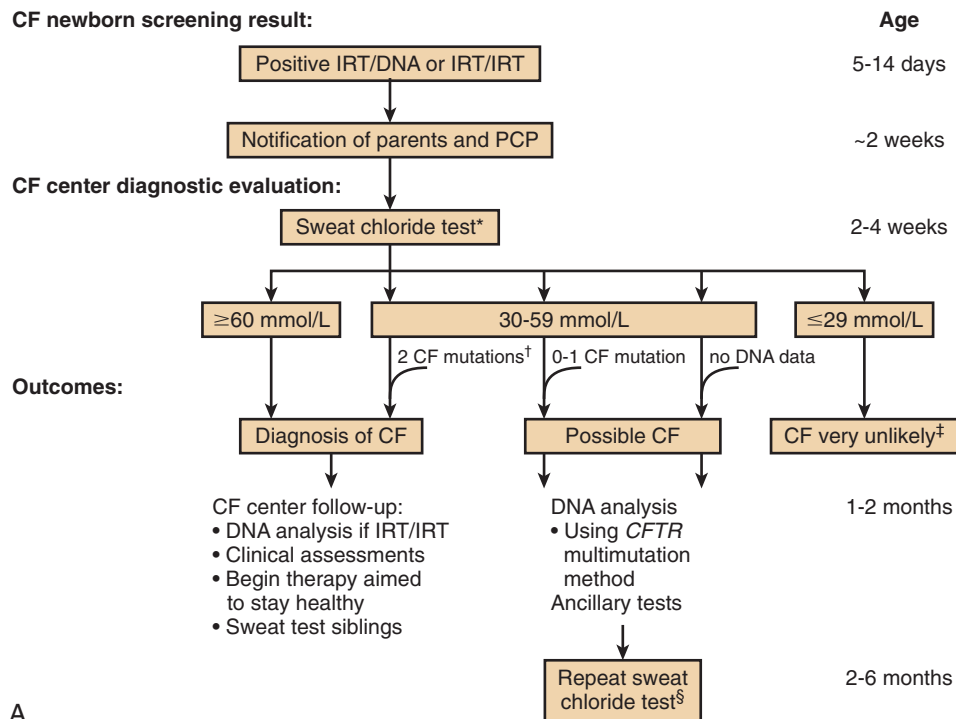 CF newborn screening result:
Age
Positive IRT/DNA or IRT/IRT
5-14 days
Notification of parents and PCP
~2 weeks
CF center diagnostic evaluation:
Sweat chloride test*
2-4 weeks
≥60 mmol/L
30-59 mmol/L
≤29 mmol/L
2 CF mutations†
0-1 CF mutation
no DNA data
Outcomes:
Diagnosis of CF
Possible CF
CF very unlikely‡
CF center follow-up:
• DNA analysis if IRT/IRT
• Clinical assessments
• Begin therapy aimed
to stay healthy
• Sweat test siblings
DNA analysis
• Using CFTR
multimutation
method
Ancillary tests
1-2 months
Repeat sweat
chloride test§
2-6 months
A